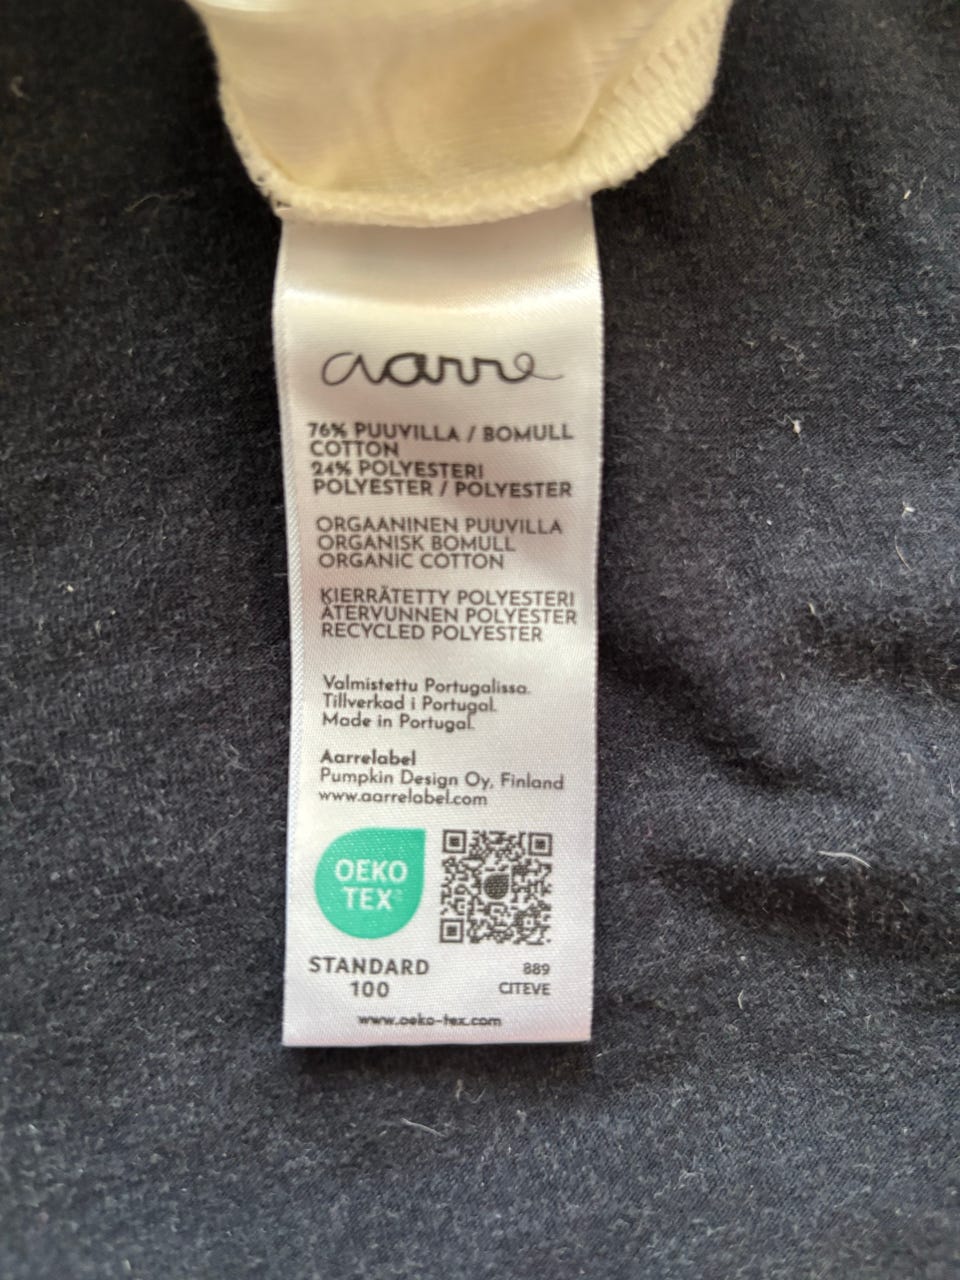 aarre
76% PUUVILLA / BOMULL
COTTON
24% POLYESTERI
POLYESTER / POLYESTER
ORGAANINEN PUUVILLA
ORGANISK BOMULL
ORGANIC COTTON
KIERRÄTETTY POLYESTERI
ÅTERVUNNEN POLYESTER
RECYCLED POLYESTER
Valmistettu Portugalissa.
Tillverkad i Portugal.
Made in Portugal.
Aarrelabel
Pumpkin Design Oy, Finland
www.aarrelabel.com
OEKO
TEX®
STANDARD
100
889
CITEVE
www.oeko-tex.com